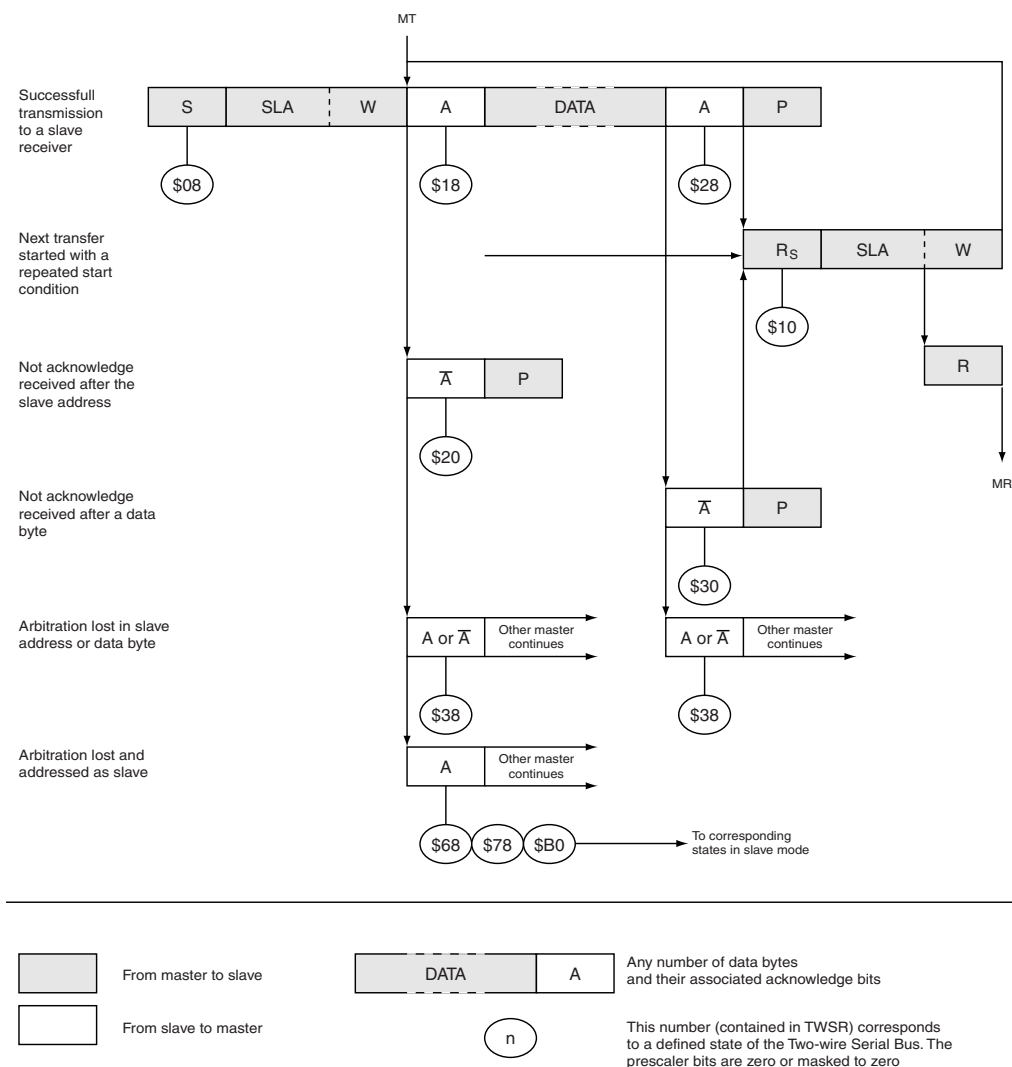 MT
Successfull
transmission
to a slave
receiver
S SLA W A DATA A P
$08 $18 $28
Next transfer
started with a
repeated start
condition
RS SLA W
$10
Not acknowledge
received after the
slave address
A̅ P
R
$20
MR
Not acknowledge
received after a data
byte
A̅ P
$30
Arbitration lost in slave
address or data byte
A or A̅ Other master
continues
A or A̅ Other master
continues
$38 $38
Arbitration lost and
addressed as slave
A Other master
continues
$68 $78 $B0 To corresponding
states in slave mode
From master to slave
DATA A Any number of data bytes
and their associated acknowledge bits
From slave to master
n This number (contained in TWSR) corresponds
to a defined state of the Two-wire Serial Bus. The
prescaler bits are zero or masked to zero